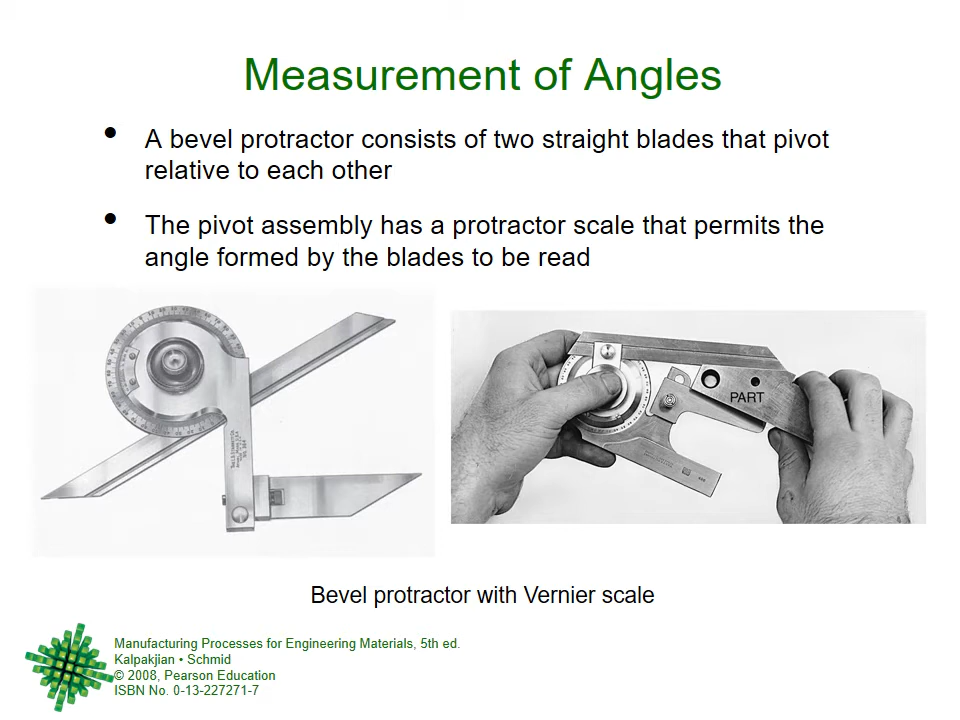 Measurement of Angles
• A bevel protractor consists of two straight blades that pivot
relative to each other
• The pivot assembly has a protractor scale that permits the
angle formed by the blades to be read
PART
Bevel protractor with Vernier scale
Manufacturing Processes for Engineering Materials, 5th ed.
Kalpakjian • Schmid
© 2008, Pearson Education
ISBN No. 0-13-227271-7